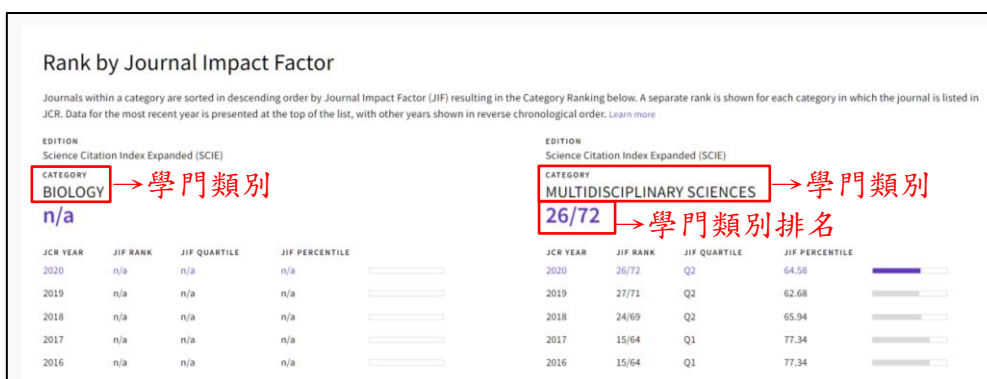 Rank by Journal Impact Factor
Journals within a category are sorted in descending order by Journal Impact Factor (JIF) resulting in the Category Ranking below. A separate rank is shown for each category in which the journal is listed in
JCR. Data for the most recent year is presented at the top of the list, with other years shown in reverse chronological order. Learn more
EDITION
Science Citation Index Expanded (SCIE)
CATEGORY
BIOLOGY →學門類別
n/a
JCR YEAR JIF RANK JIF QUARTILE JIF PERCENTILE
2020 n/a n/a n/a
2019 n/a n/a n/a
2018 n/a n/a n/a
2017 n/a n/a n/a
2016 n/a n/a n/a
EDITION
Science Citation Index Expanded (SCIE)
CATEGORY
MULTIDISCIPLINARY SCIENCES →學門類別
26/72 →學門類別排名
JCR YEAR JIF RANK JIF QUARTILE JIF PERCENTILE
2020 26/72 Q2 64.58
2019 27/71 Q2 62.68
2018 24/69 Q2 65.94
2017 15/64 Q1 77.34
2016 15/64 Q1 77.34